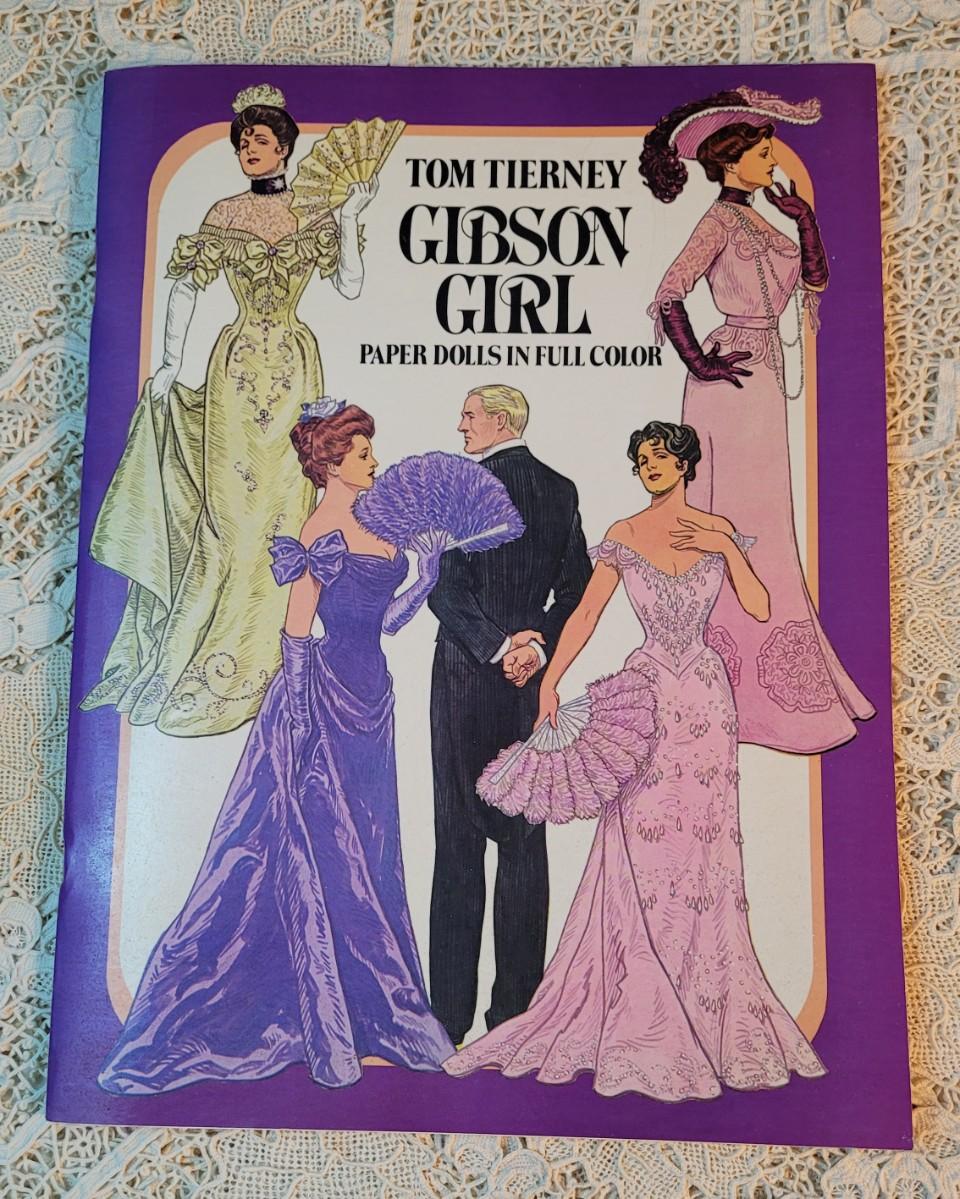 TOM TIERNEY
GIBSON
GIRL
PAPER DOLLS IN FULL COLOR